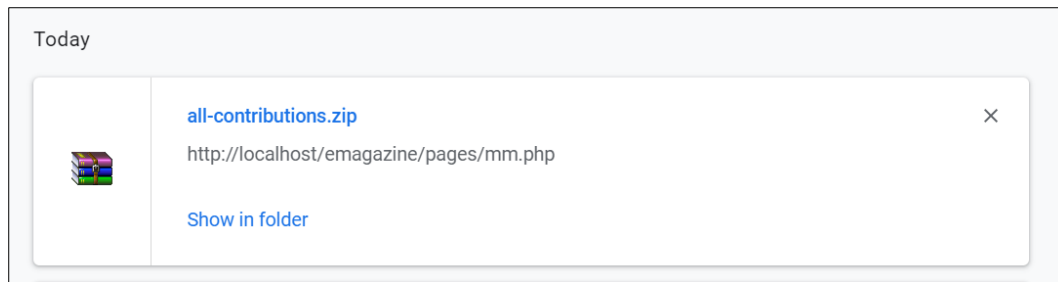 Today
all-contributions.zip
http://localhost/emagazine/pages/mm.php
Show in folder